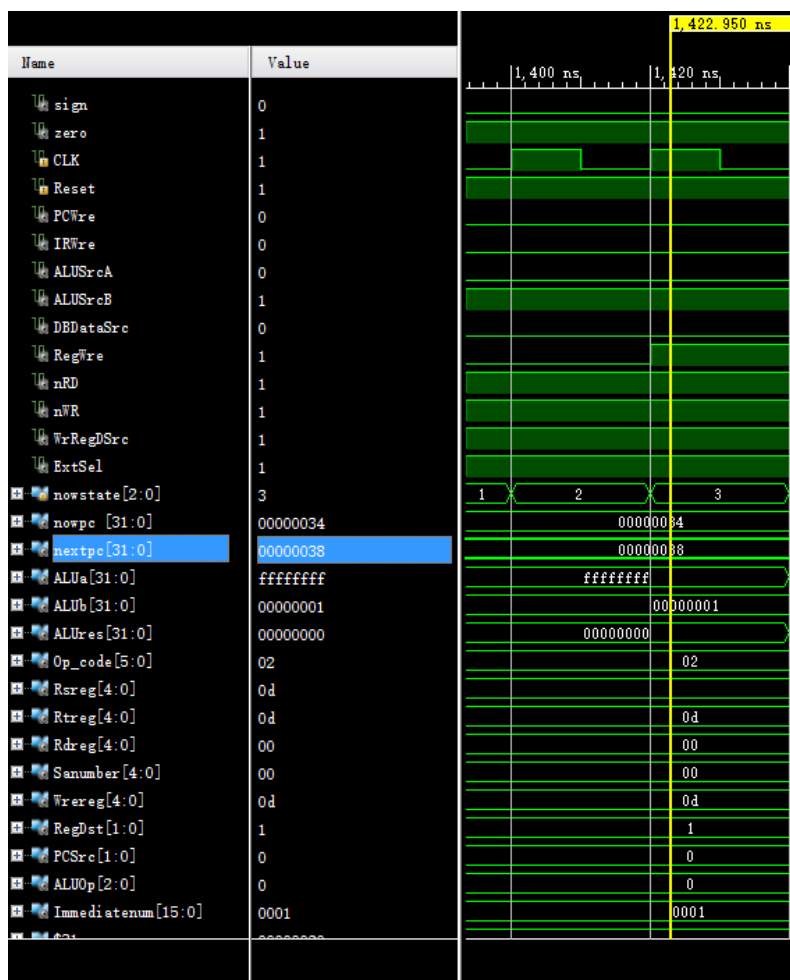 1,422.950 ns
Name Value
1,400 ns 1,420 ns
sign 0
zero 1
CLK 1
Reset 1
PCWre 0
IRWre 0
ALUSrcA 0
ALUSrcB 1
DBDataSrc 0
RegWre 1
nRD 1
nWR 1
WrRegDSrc 1
ExtSel 1
nowstate[2:0] 3 1 2 3
nowpc [31:0] 00000034 00000034
nextpc[31:0] 00000038 00000038
ALUa[31:0] ffffffff ffffffff
ALUb[31:0] 00000001 00000001
ALUres[31:0] 00000000 00000000
Op_code[5:0] 02 02
Rsreg[4:0] 0d
Rtreg[4:0] 0d 0d
Rdreg[4:0] 00 00
Sanumber[4:0] 00 00
Wrereg[4:0] 0d 0d
RegDst[1:0] 1 1
PCSrc[1:0] 0 0
ALUOp[2:0] 0 0
Immediatenum[15:0] 0001 0001